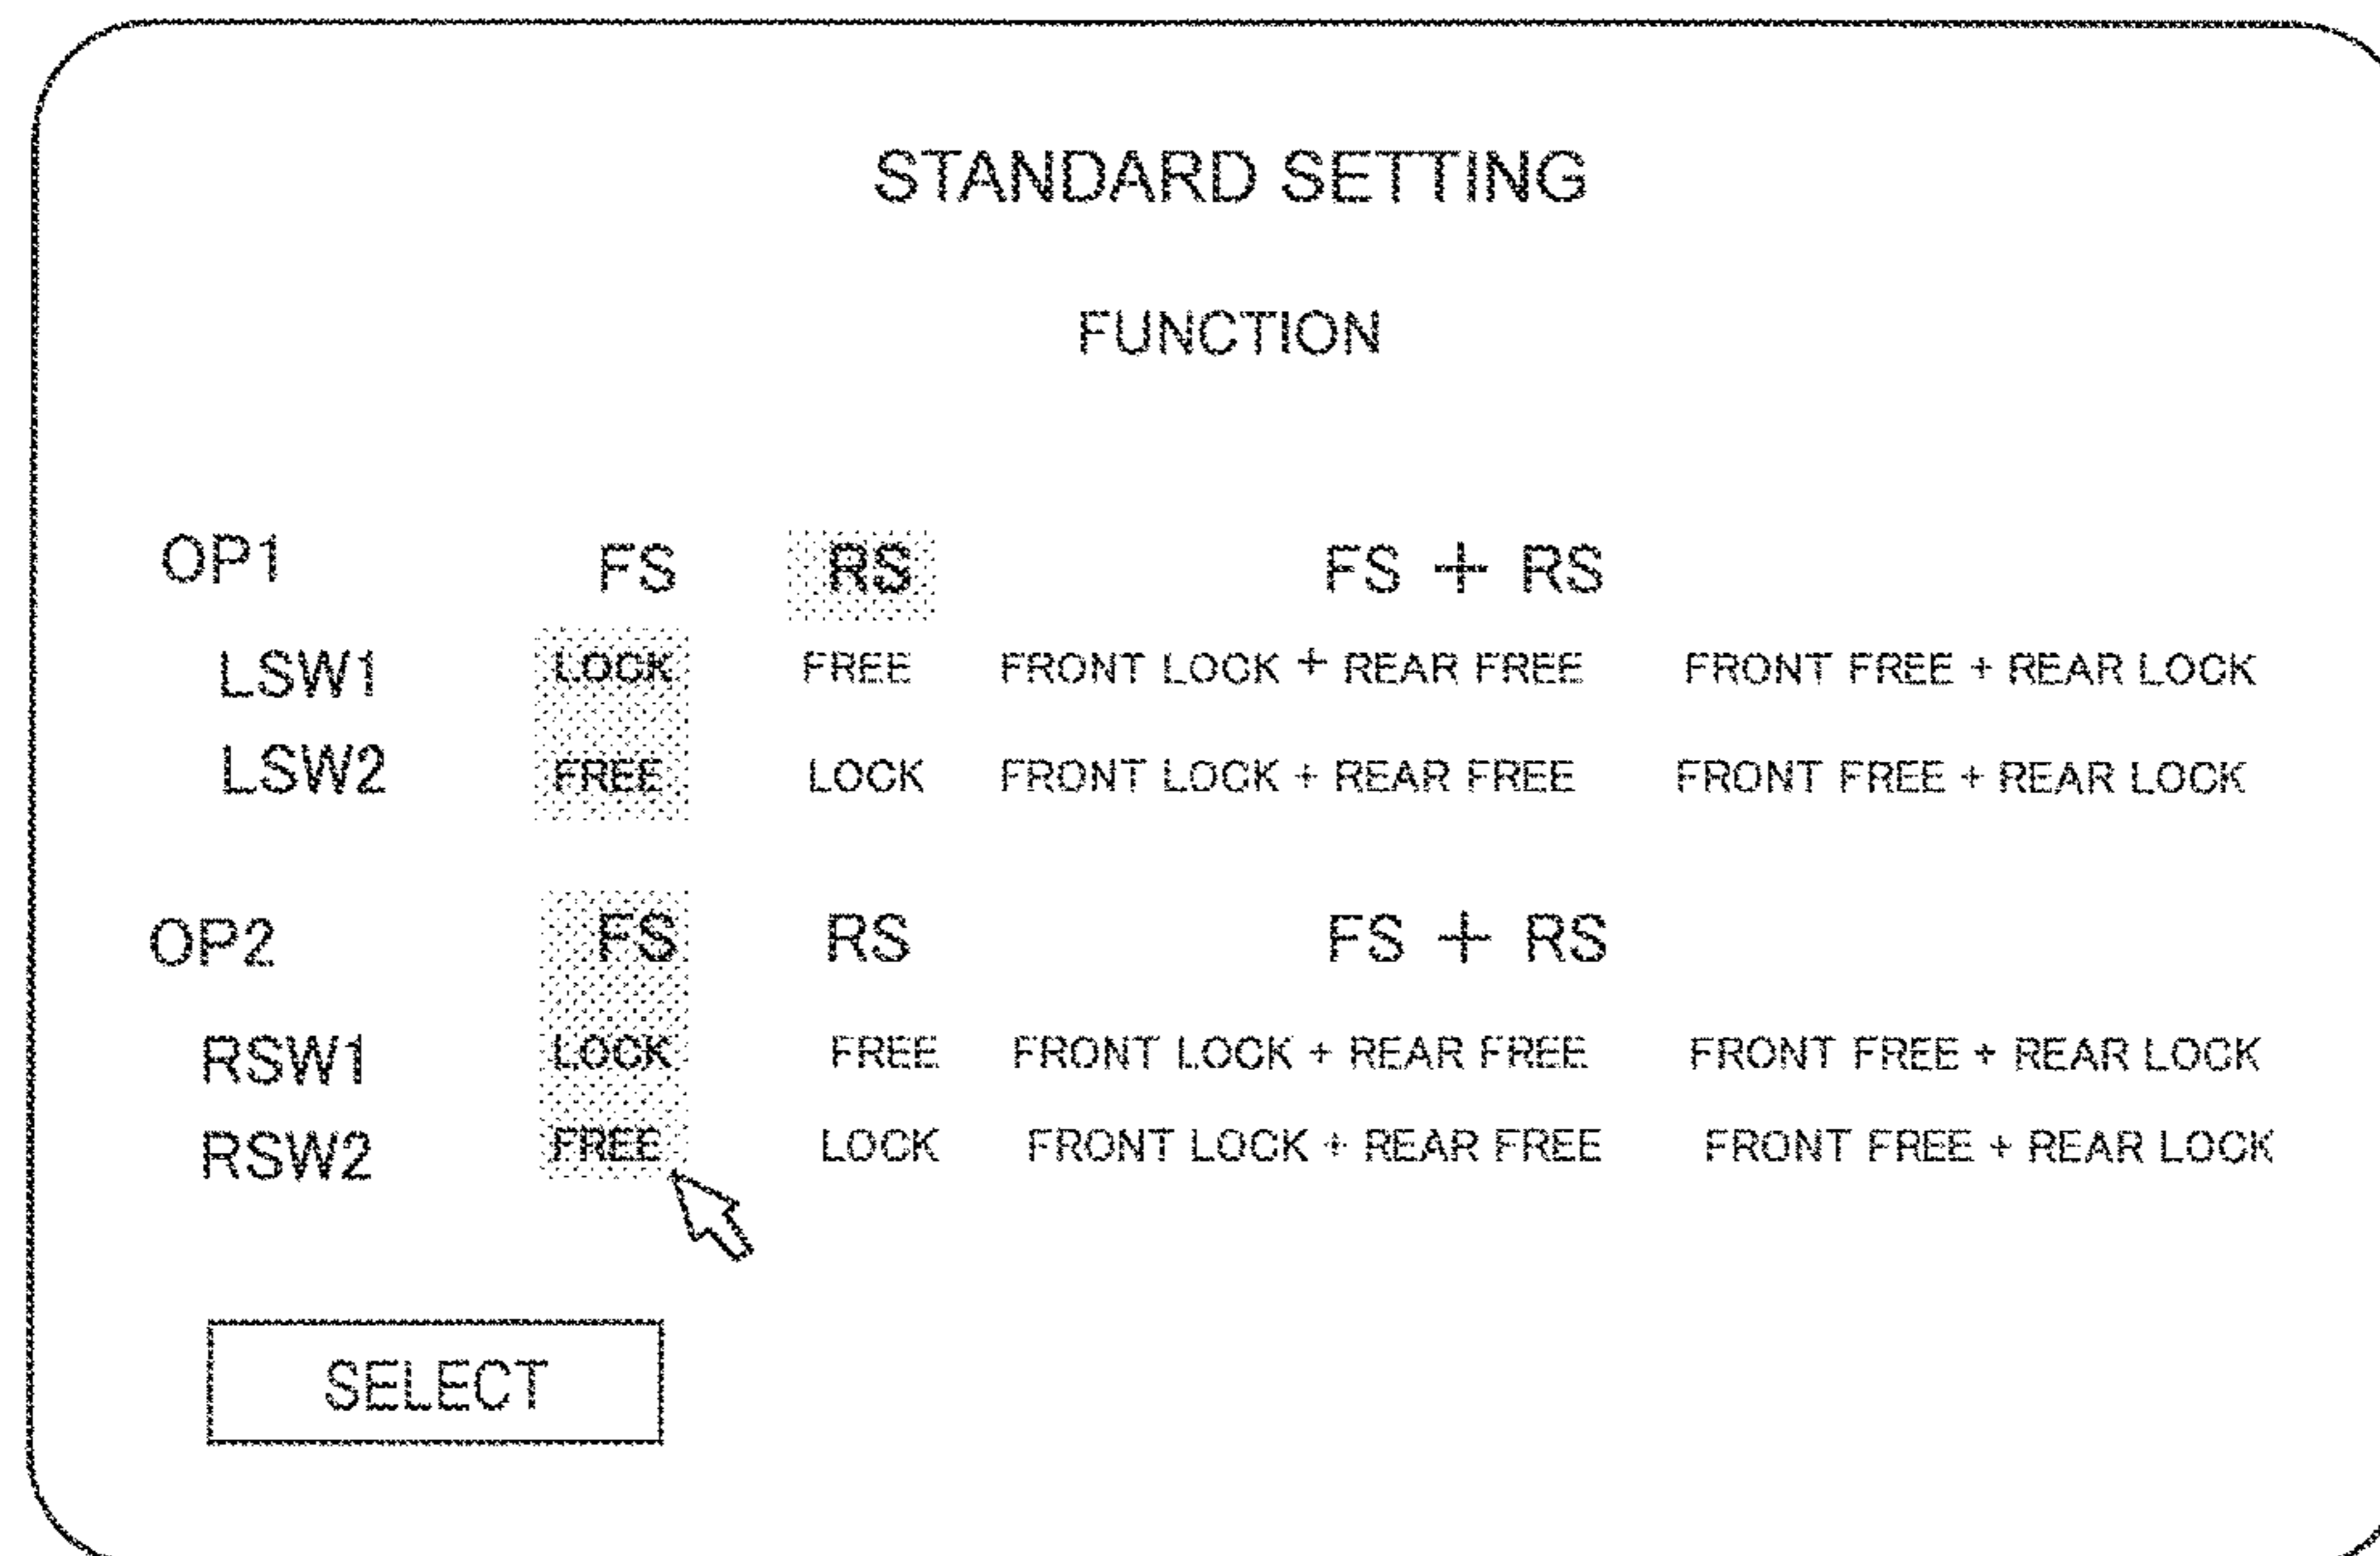 STANDARD SETTING
FUNCTION
OP1 FS RS FS + RS
LSW1 LOCK FREE FRONT LOCK + REAR FREE FRONT FREE + REAR LOCK
LSW2 FREE LOCK FRONT LOCK + REAR FREE FRONT FREE + REAR LOCK
OP2 FS RS FS + RS
RSW1 LOCK FREE FRONT LOCK + REAR FREE FRONT FREE + REAR LOCK
RSW2 FREE LOCK FRONT LOCK + REAR FREE FRONT FREE + REAR LOCK
SELECT